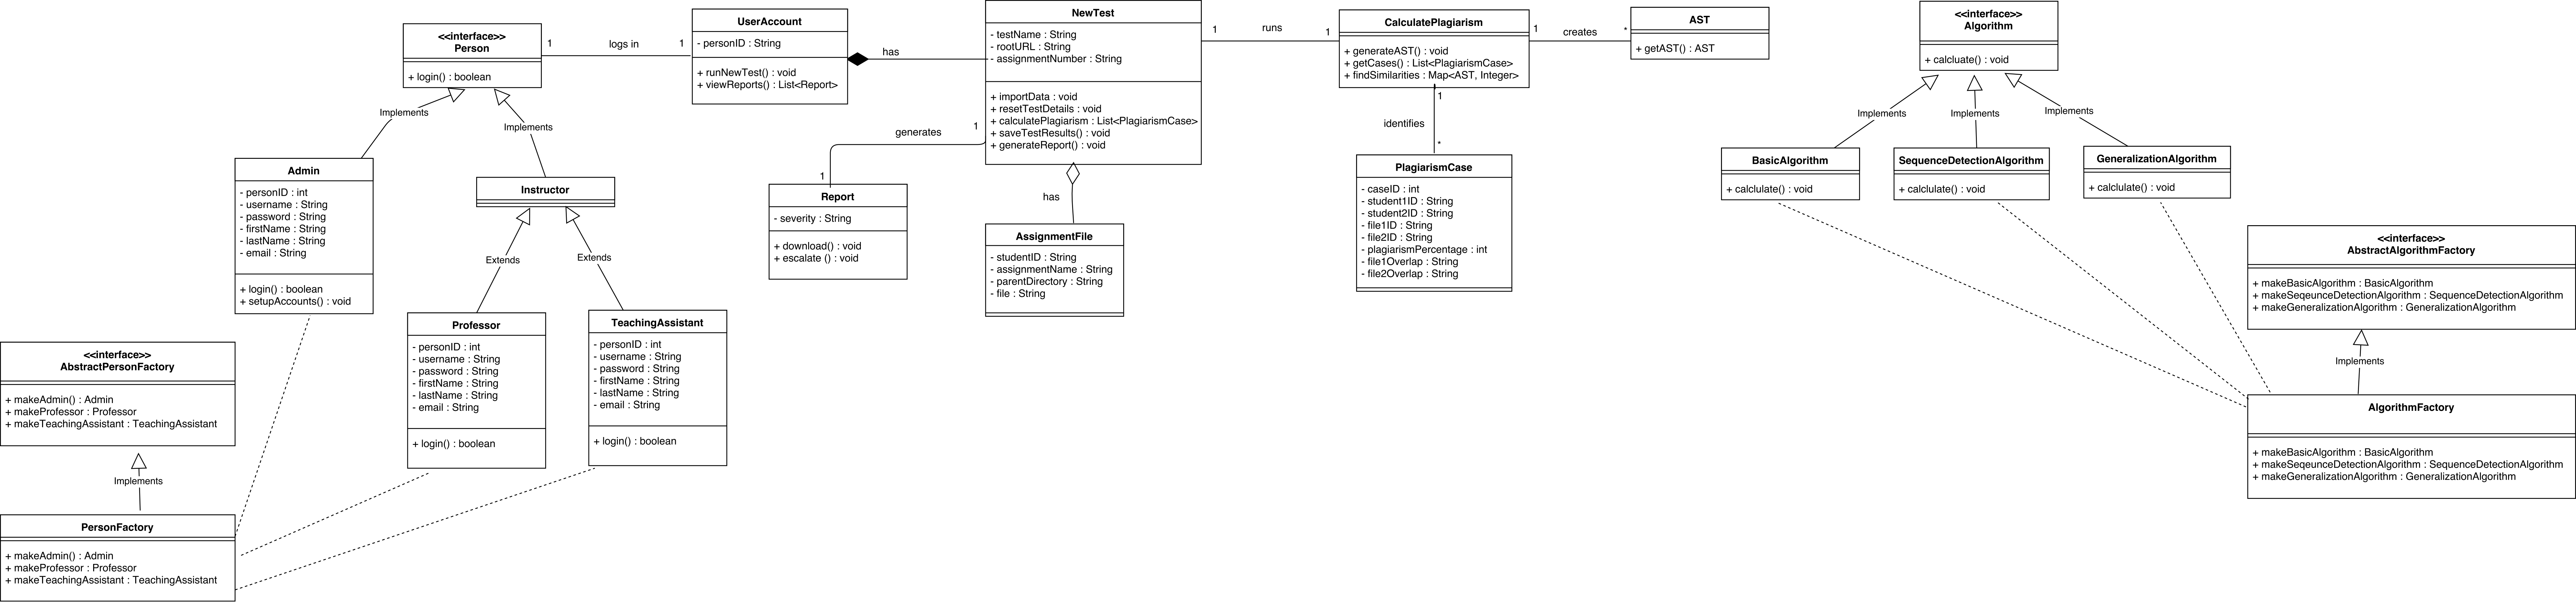 <<interface>>
Person
+ login() : boolean
1
logs in
1
UserAccount
- personID : String
+ runNewTest() : void
+ viewReports() : List<Report>
has
NewTest
- testName : String
- rootURL : String
- assignmentNumber : String
+ importData : void
+ resetTestDetails : void
+ calculatePlagiarism : List<PlagiarismCase>
+ saveTestResults() : void
+ generateReport() : void
1
runs
1
CalculatePlagiarism
+ generateAST() : void
+ getCases() : List<PlagiarismCase>
+ findSimilarities : Map<AST, Integer>
1
creates
*
AST
+ getAST() : AST
<<interface>>
Algorithm
+ calcluate() : void
Implements
Implements
Implements
BasicAlgorithm
+ calclulate() : void
SequenceDetectionAlgorithm
+ calclulate() : void
GeneralizationAlgorithm
+ calclulate() : void
1
identifies
*
PlagiarismCase
- caseID : int
- student1ID : String
- student2ID : String
- file1ID : String
- file2ID : String
- plagiarismPercentage : int
- file1Overlap : String
- file2Overlap : String
generates
1
1
Report
- severity : String
+ download() : void
+ escalate () : void
has
AssignmentFile
- studentID : String
- assignmentName : String
- parentDirectory : String
- file : String
Implements
Implements
Admin
- personID : int
- username : String
- password : String
- firstName : String
- lastName : String
- email : String
+ login() : boolean
+ setupAccounts() : void
Instructor
Extends
Extends
Professor
- personID : int
- username : String
- password : String
- firstName : String
- lastName : String
- email : String
+ login() : boolean
TeachingAssistant
- personID : int
- username : String
- password : String
- firstName : String
- lastName : String
- email : String
+ login() : boolean
<<interface>>
AbstractPersonFactory
+ makeAdmin() : Admin
+ makeProfessor : Professor
+ makeTeachingAssistant : TeachingAssistant
Implements
PersonFactory
+ makeAdmin() : Admin
+ makeProfessor : Professor
+ makeTeachingAssistant : TeachingAssistant
<<interface>>
AbstractAlgorithmFactory
+ makeBasicAlgorithm : BasicAlgorithm
+ makeSeqeunceDetectionAlgorithm : SequenceDetectionAlgorithm
+ makeGeneralizationAlgorithm : GeneralizationAlgorithm
Implements
AlgorithmFactory
+ makeBasicAlgorithm : BasicAlgorithm
+ makeSeqeunceDetectionAlgorithm : SequenceDetectionAlgorithm
+ makeGeneralizationAlgorithm : GeneralizationAlgorithm